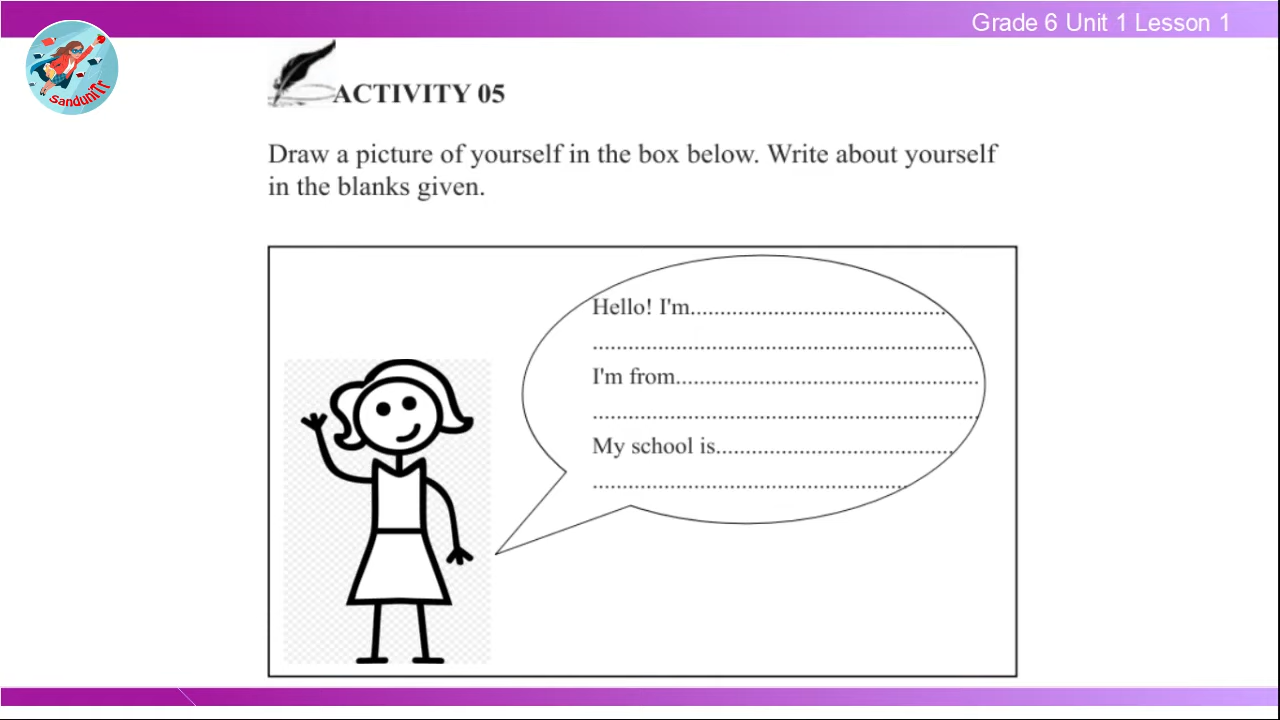 Grade 6 Unit 1 Lesson 1
SanduniTr
ACTIVITY 05
Draw a picture of yourself in the box below. Write about yourself
in the blanks given.
Hello! I'm...........................................
.................................................................
I'm from...................................................
.................................................................
My school is........................................
.....................................................